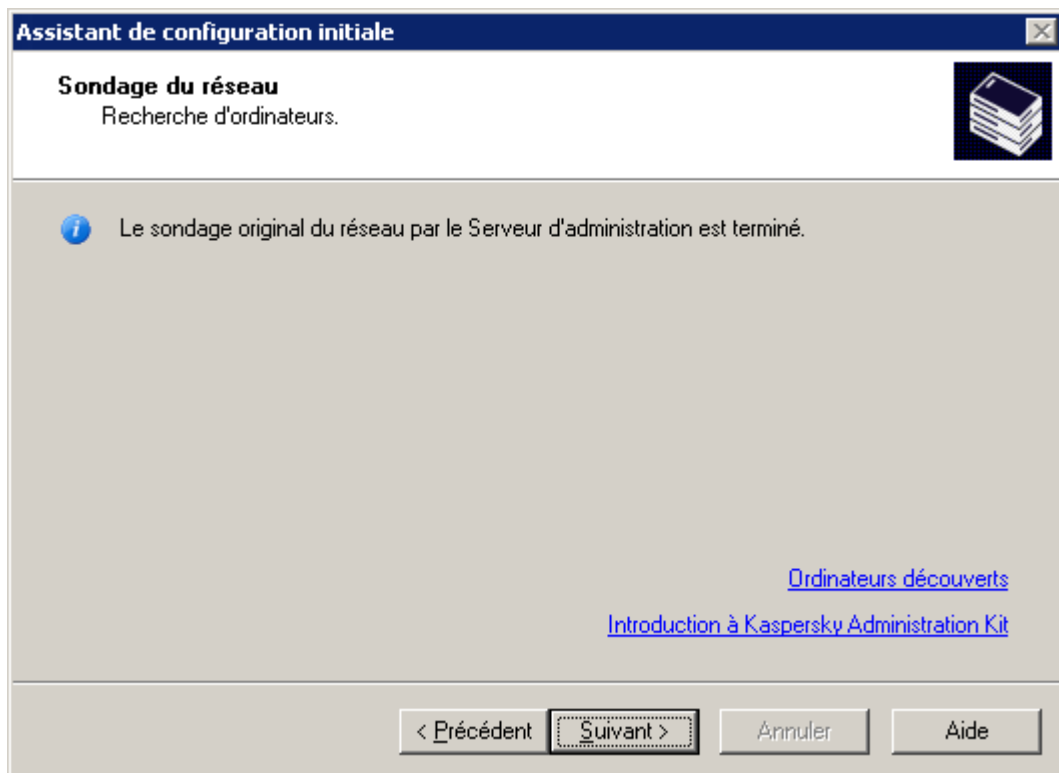 Assistant de configuration initiale
Sondage du réseau
Recherche d'ordinateurs.
Le sondage original du réseau par le Serveur d'administration est terminé.
Ordinateurs découverts
Introduction à Kaspersky Administration Kit
< Précédent
Suivant >
Annuler
Aide